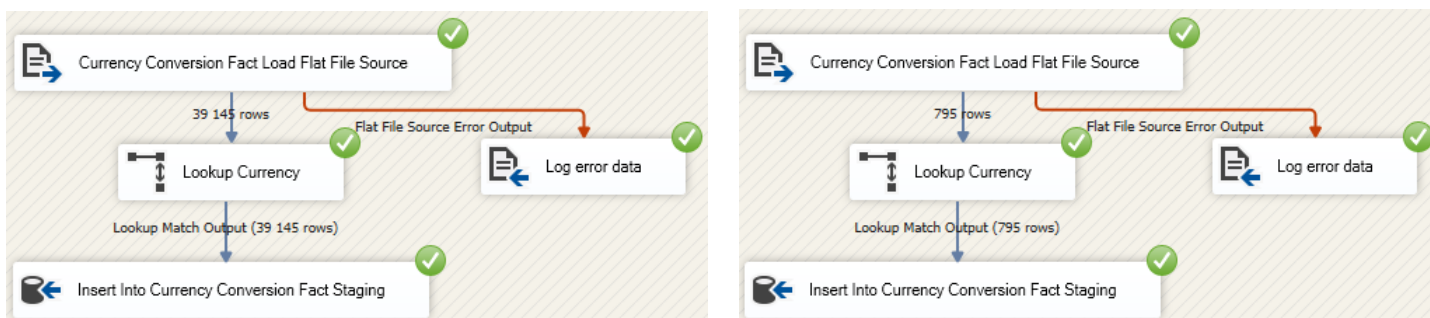 Currency Conversion Fact Load Flat File Source
39 145 rows
Flat File Source Error Output
Lookup Currency
Log error data
Lookup Match Output (39 145 rows)
Insert Into Currency Conversion Fact Staging
Currency Conversion Fact Load Flat File Source
795 rows
Flat File Source Error Output
Lookup Currency
Log error data
Lookup Match Output (795 rows)
Insert Into Currency Conversion Fact Staging